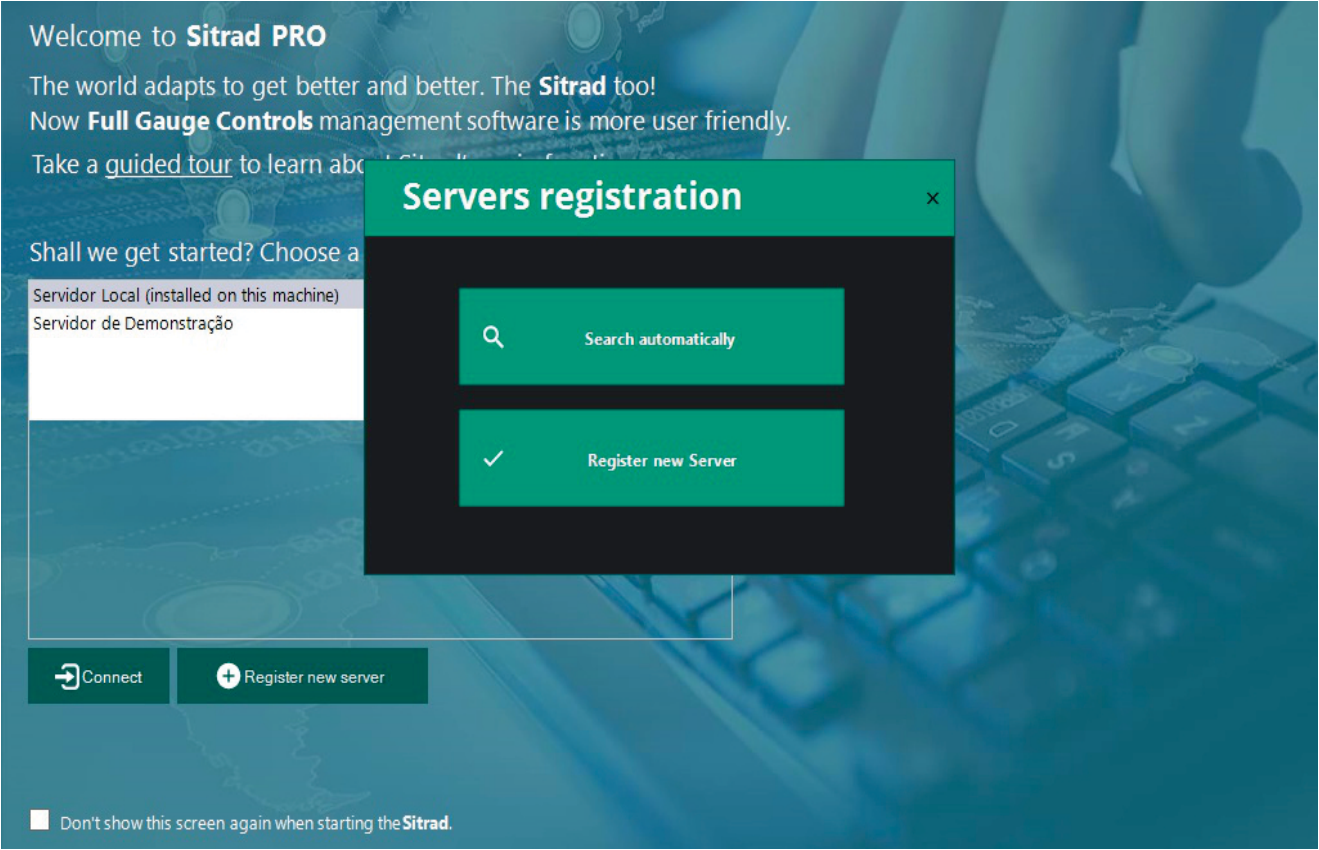 Welcome to Sitrad PRO
The world adapts to get better and better. The Sitrad too!
Now Full Gauge Controls management software is more user friendly.
Take a guided tour to learn
Servers registration
×
Shall we get started? Choose a
Servidor Local (installed on this machine)
Servidor de Demonstração
Search automatically
Register new Server
Connect
Register new server
Don't show this screen again when starting the Sitrad.